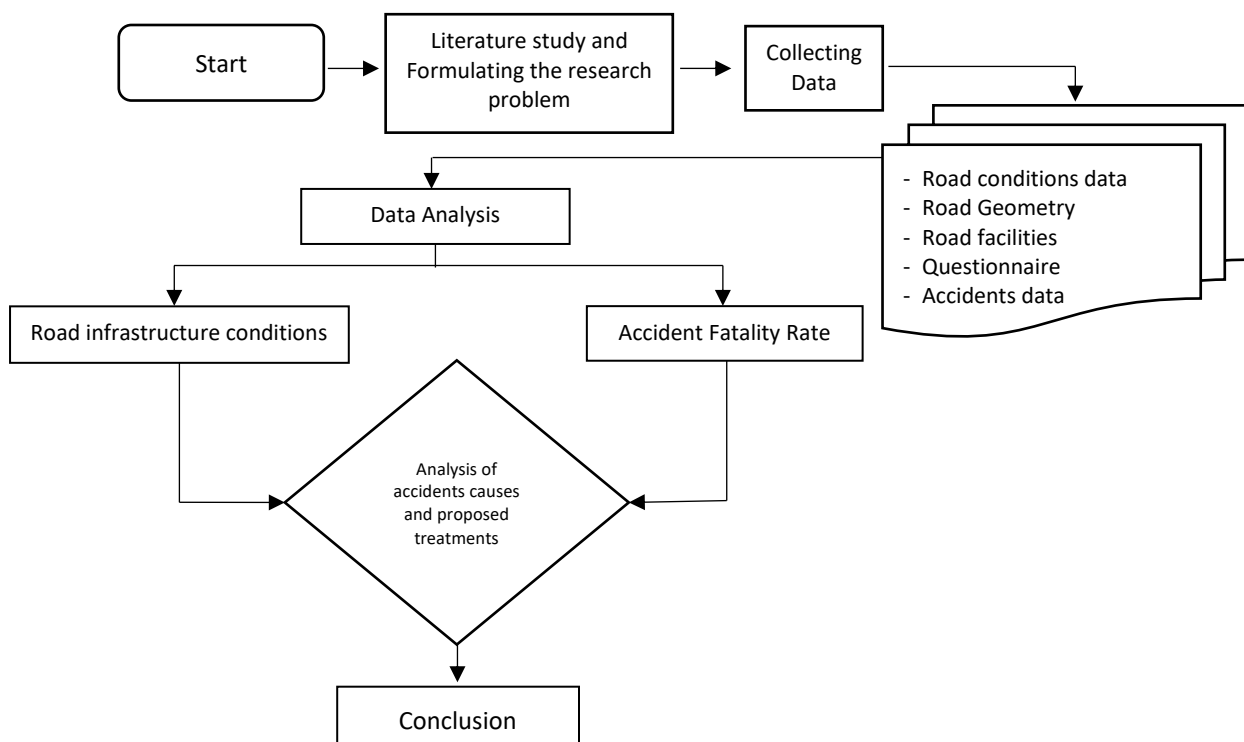 Start
Literature study and
Formulating the research
problem
Collecting
Data
- Road conditions data
- Road Geometry
- Road facilities
- Questionnaire
- Accidents data
Data Analysis
Road infrastructure conditions
Accident Fatality Rate
Analysis of
accidents causes
and proposed
treatments
Conclusion